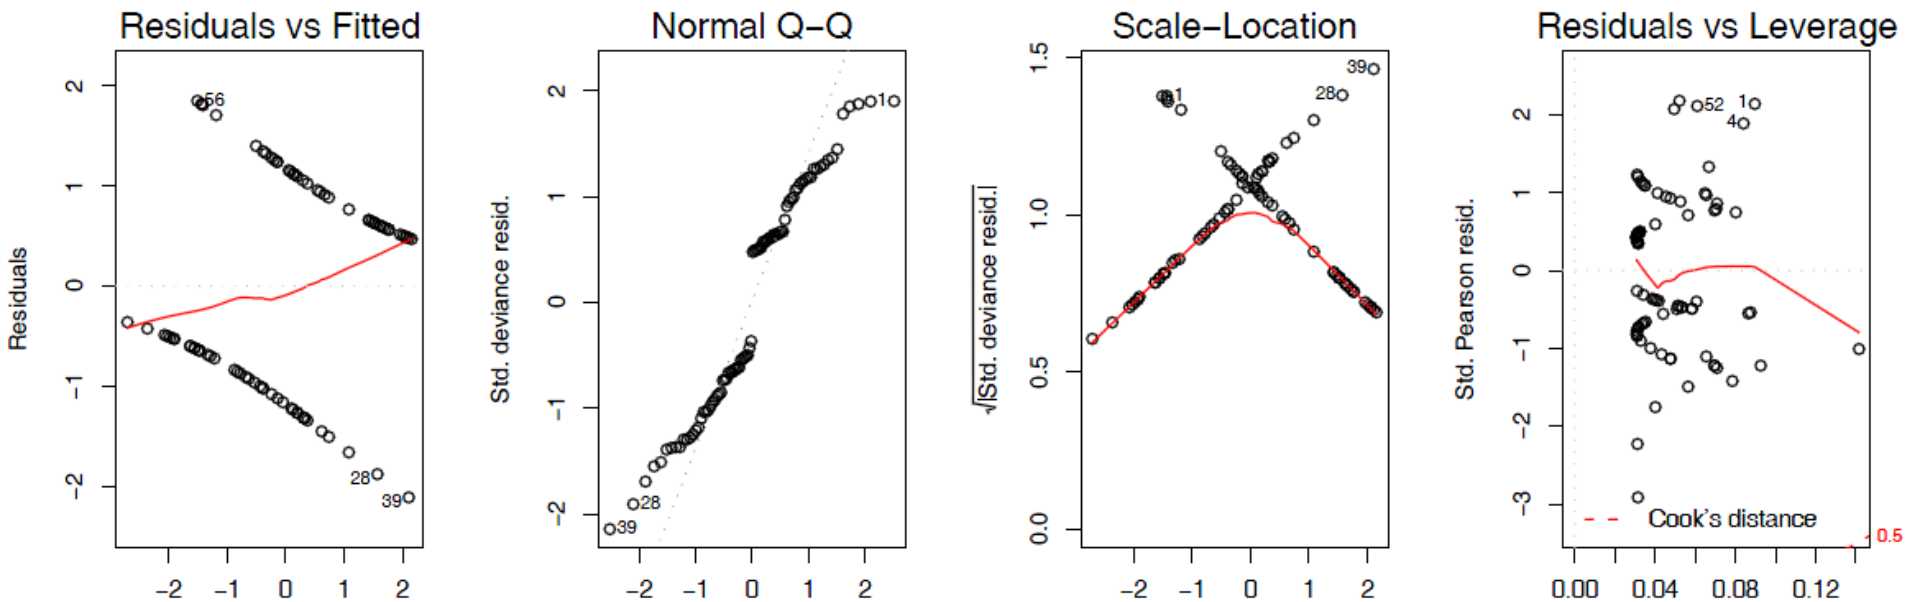 Residuals vs Fitted
Residuals
2
1
0
−1
−2
56
28
39
−2 −1 0 1 2
Normal Q−Q
Std. deviance resid.
2
1
0
−1
−2
1
28
39
−2 −1 0 1 2
Scale−Location
√|Std. deviance resid.|
1.5
1.0
0.5
0.0
39
28
1
−2 −1 0 1 2
Residuals vs Leverage
Std. Pearson resid.
2
1
0
−1
−2
−3
52
1
4
Cook's distance
0.5
0.00 0.04 0.08 0.12